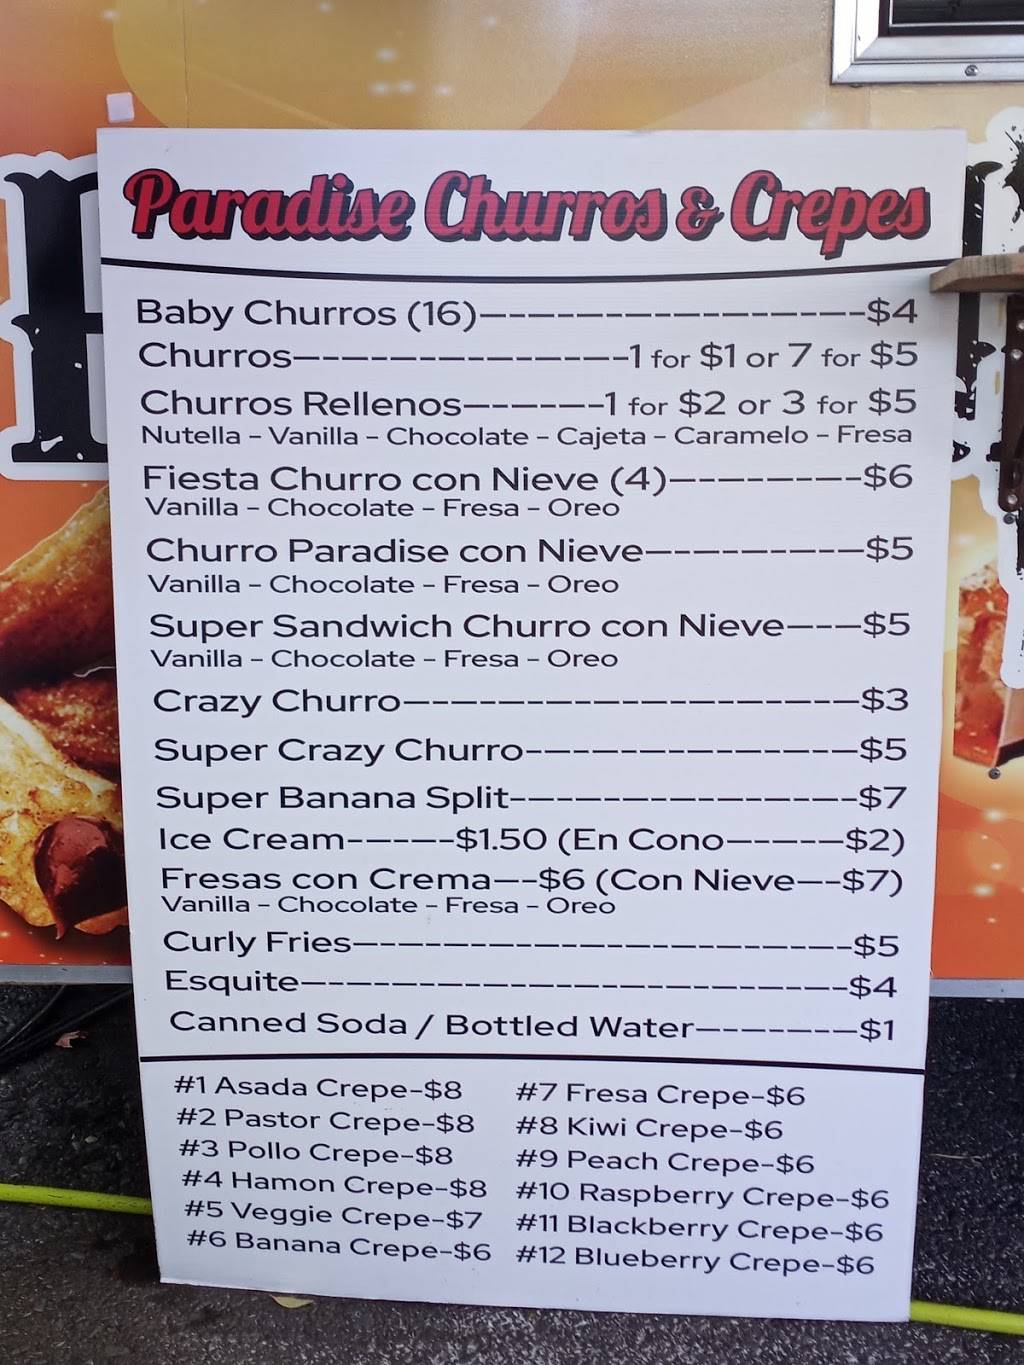 Paradise Churros & Crepes
Baby Churros (16)------------------$4
Churros----------------1 for $1 or 7 for $5
Churros Rellenos-------1 for $2 or 3 for $5
Nutella - Vanilla - Chocolate - Cajeta - Caramelo - Fresa
Fiesta Churro con Nieve (4)---------$6
Vanilla - Chocolate - Fresa - Oreo
Churro Paradise con Nieve----------$5
Vanilla - Chocolate - Fresa - Oreo
Super Sandwich Churro con Nieve---$5
Vanilla - Chocolate - Fresa - Oreo
Crazy Churro----------------------$3
Super Crazy Churro----------------$5
Super Banana Split----------------$7
Ice Cream------$1.50 (En Cono------$2)
Fresas con Crema--$6 (Con Nieve--$7)
Vanilla - Chocolate - Fresa - Oreo
Curly Fries------------------------$5
Esquite--------------------------$4
Canned Soda / Bottled Water--------$1
#1 Asada Crepe-$8
#2 Pastor Crepe-$8
#3 Pollo Crepe-$8
#4 Hamon Crepe-$8
#5 Veggie Crepe-$7
#6 Banana Crepe-$6
#7 Fresa Crepe-$6
#8 Kiwi Crepe-$6
#9 Peach Crepe-$6
#10 Raspberry Crepe-$6
#11 Blackberry Crepe-$6
#12 Blueberry Crepe-$6